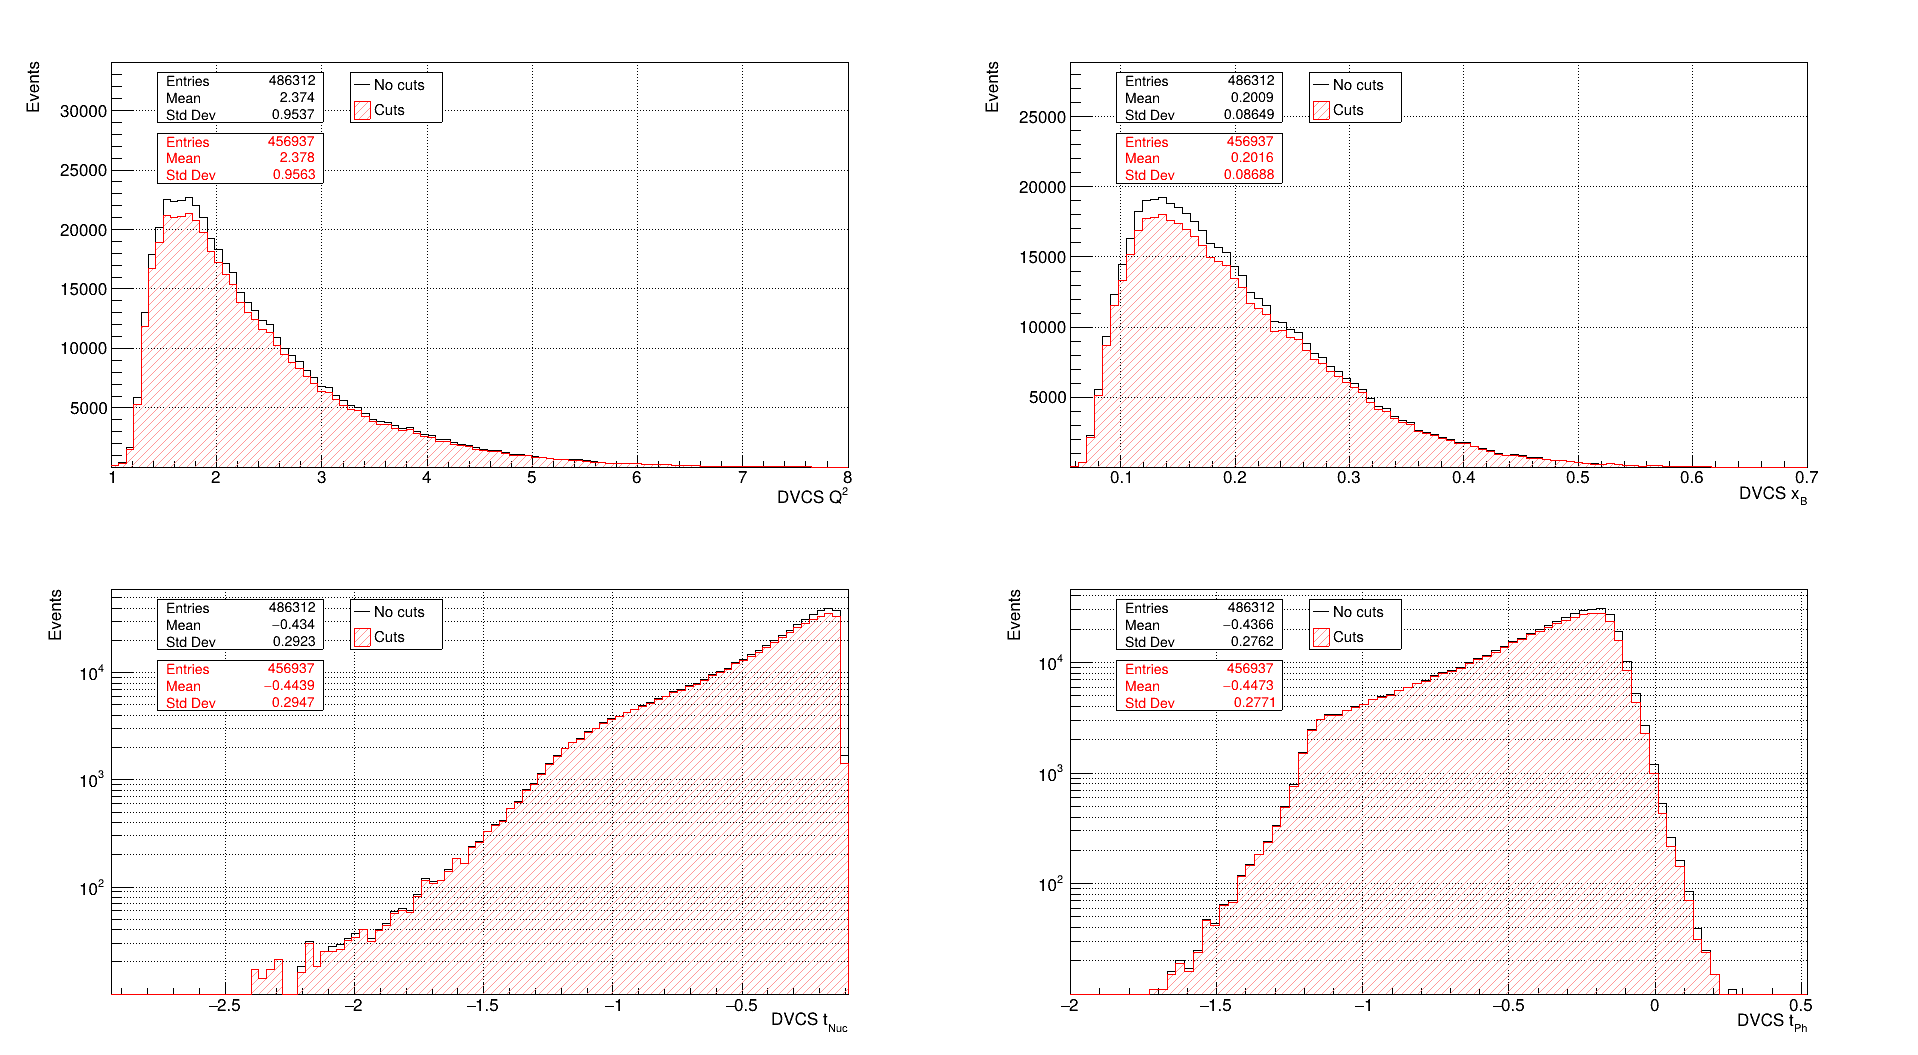 Events
Entries 486312
Mean 2.374
Std Dev 0.9537
No cuts
Cuts
Entries 456937
Mean 2.378
Std Dev 0.9563
30000
25000
20000
15000
10000
5000
1 2 3 4 5 6 7 8
DVCS Q²
Events
Entries 486312
Mean 0.2009
Std Dev 0.08649
No cuts
Cuts
Entries 456937
Mean 0.2016
Std Dev 0.08688
25000
20000
15000
10000
5000
0.1 0.2 0.3 0.4 0.5 0.6 0.7
DVCS x_B
Events
Entries 486312
Mean −0.434
Std Dev 0.2923
No cuts
Cuts
Entries 456937
Mean −0.4439
Std Dev 0.2947
10⁴
10³
10²
−2.5 −2 −1.5 −1 −0.5
DVCS t_Nuc
Events
Entries 486312
Mean −0.4366
Std Dev 0.2762
No cuts
Cuts
Entries 456937
Mean −0.4473
Std Dev 0.2771
10⁴
10³
10²
−2 −1.5 −1 −0.5 0 0.5
DVCS t_Ph